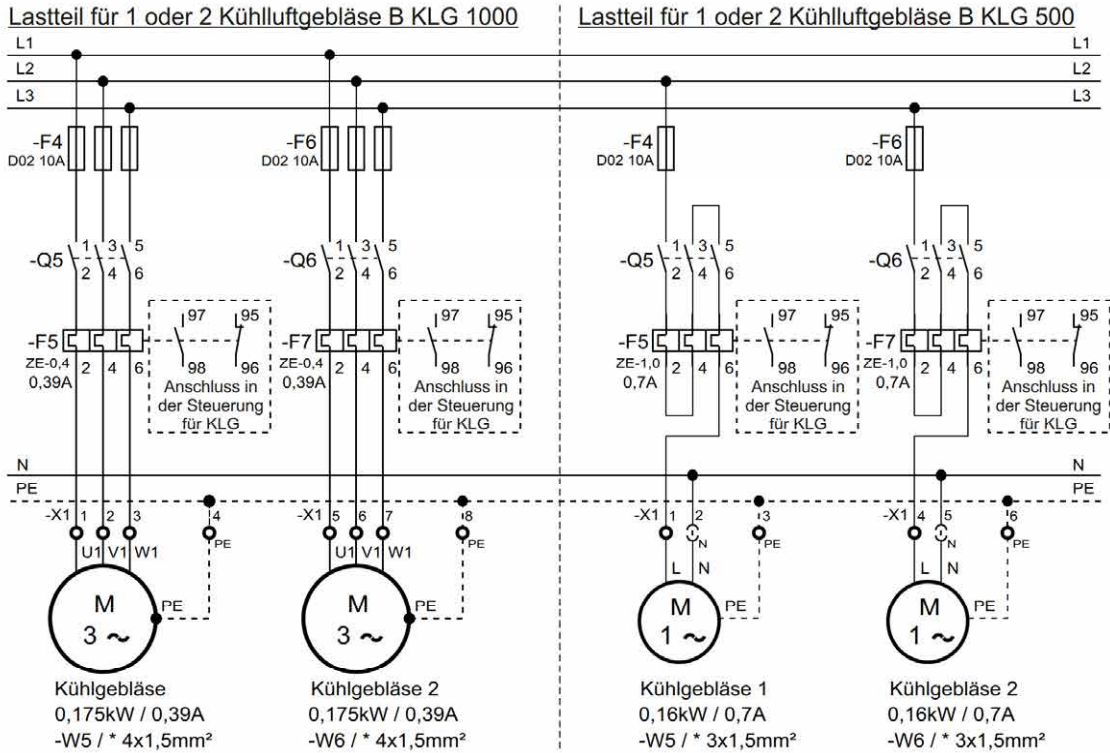 Lastteil für 1 oder 2 Kühlluftgebläse B KLG 1000
Lastteil für 1 oder 2 Kühlluftgebläse B KLG 500
L1 L1
L2 L2
L3 L3
-F4 -F6 -F4 -F6
D02 10A D02 10A D02 10A D02 10A
1 3 5 1 3 5 1 3 5 1 3 5
-Q5 -Q6 -Q5 -Q6
2 4 6 2 4 6 2 4 6 2 4 6
97 95 97 95 97 95 97 95
-F5 -F7 -F5 -F7
ZE-0,4 2 4 6 98 96 ZE-0,4 2 4 6 98 96 ZE-1,0 2 4 6 98 96 ZE-1,0 2 4 6 98 96
0,39A 0,39A 0,7A 0,7A
Anschluss in Anschluss in Anschluss in Anschluss in
der Steuerung der Steuerung der Steuerung der Steuerung
für KLG für KLG für KLG für KLG
N N
PE PE
-X1 1 2 3 4 -X1 5 6 7 8 -X1 1 2 3 -X1 4 5 6
U1 V1 W1 PE U1 V1 W1 PE N PE N PE
L N L N
M PE M PE M PE M PE
3 ~ 3 ~ 1 ~ 1 ~
Kühlgebläse Kühlgebläse 2 Kühlgebläse 1 Kühlgebläse 2
0,175kW / 0,39A 0,175kW / 0,39A 0,16kW / 0,7A 0,16kW / 0,7A
-W5 / * 4x1,5mm² -W6 / * 4x1,5mm² -W5 / * 3x1,5mm² -W6 / * 3x1,5mm²